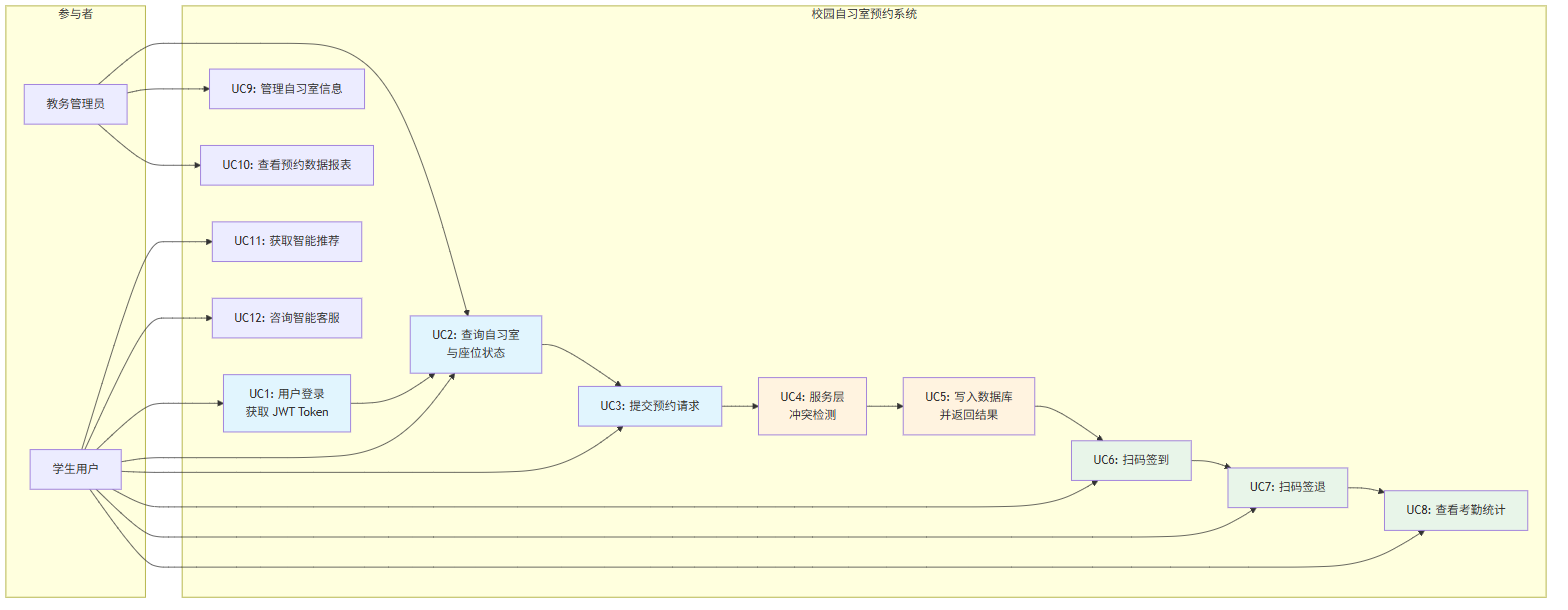 参与者
校园自习室预约系统
教务管理员
UC9: 管理自习室信息
UC10: 查看预约数据报表
UC11: 获取智能推荐
UC12: 咨询智能客服
UC2: 查询自习室
与座位状态
UC1: 用户登录
获取 JWT Token
UC3: 提交预约请求
UC4: 服务层
冲突检测
UC5: 写入数据库
并返回结果
学生用户
UC6: 扫码签到
UC7: 扫码签退
UC8: 查看考勤统计